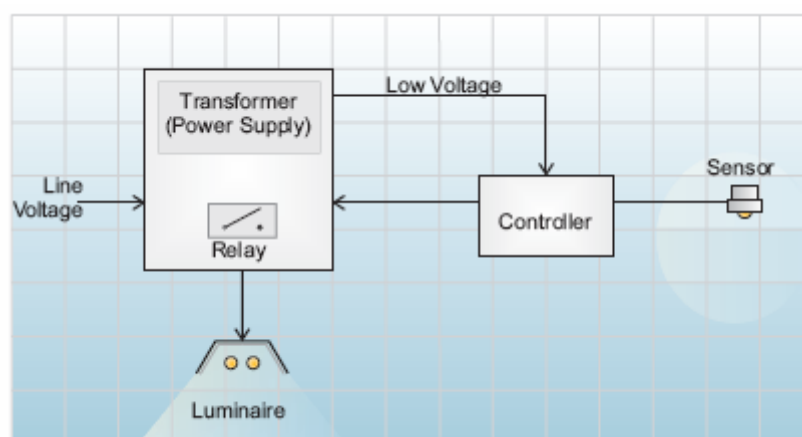 Transformer
(Power Supply)
Low Voltage
Line
Voltage
Relay
Controller
Sensor
Luminaire